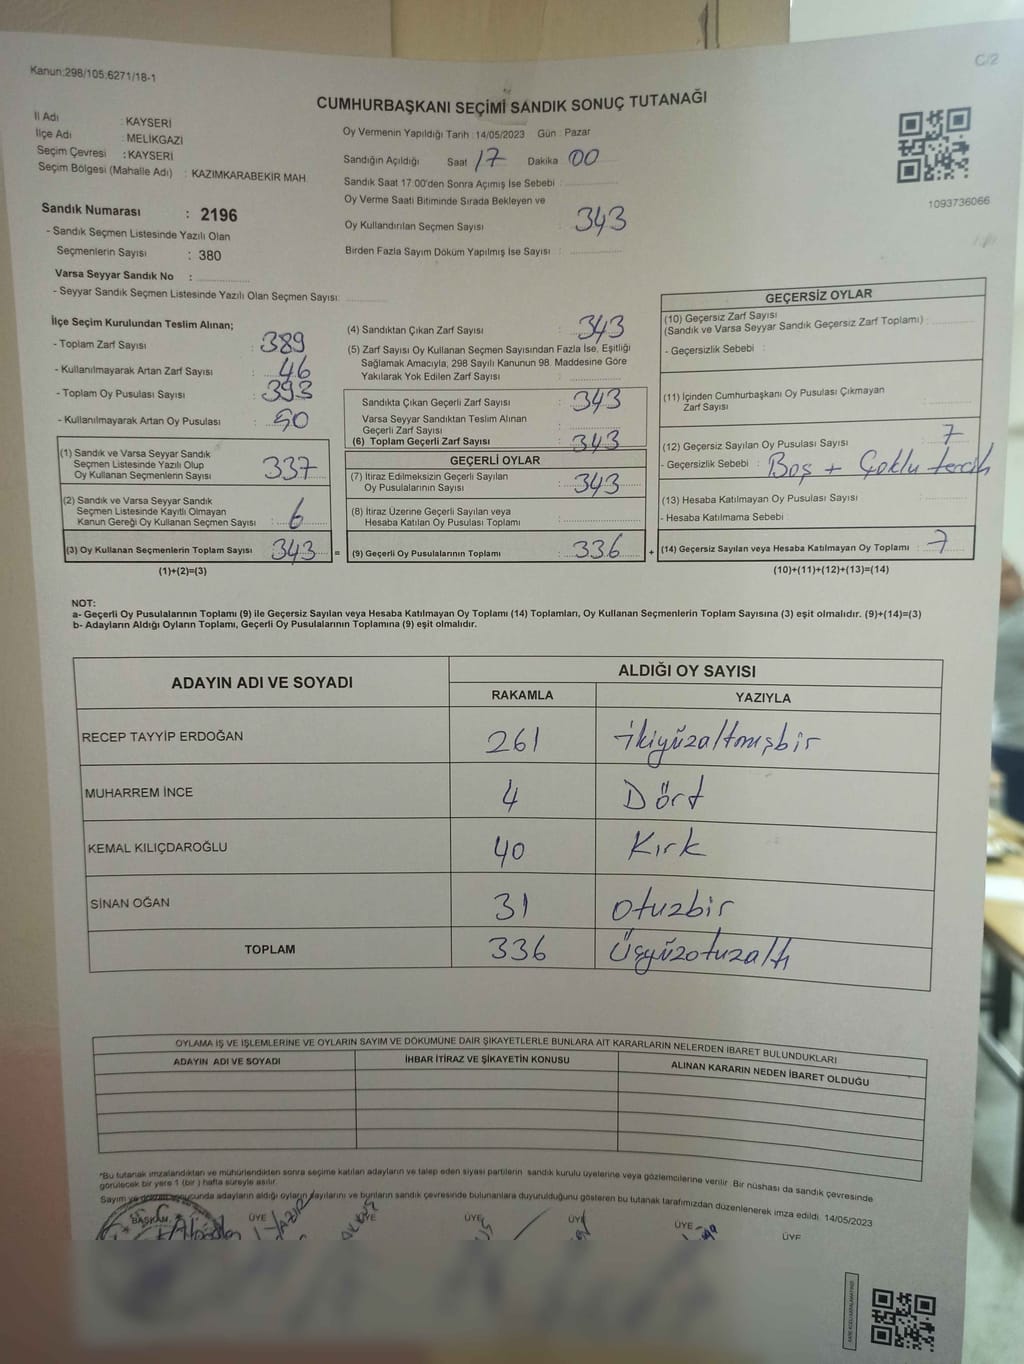 C/2
Kanun:298/105.6271/18-1
CUMHURBAŞKANI SEÇİMİ SANDIK SONUÇ TUTANAĞI
İl Adı : KAYSERİ
İlçe Adı : MELİKGAZİ
Seçim Çevresi : KAYSERİ
Seçim Bölgesi (Mahalle Adı) : KAZIMKARABEKIR MAH.
Sandık Numarası : 2196
- Sandık Seçmen Listesinde Yazılı Olan
Seçmenlerin Sayısı : 380
Varsa Seyyar Sandık No :
- Seyyar Sandık Seçmen Listesinde Yazılı Olan Seçmen Sayısı:
Oy Vermenin Yapıldığı Tarih : 14/05/2023 Gün : Pazar
Sandığın Açıldığı Saat 17 Dakika 00
Sandık Saat 17:00'den Sonra Açımış İse Sebebi :
Oy Verme Saati Bitiminde Sırada Bekleyen ve
Oy Kullandırılan Seçmen Sayısı : 343
Birden Fazla Sayım Döküm Yapılmış İse Sayısı :
1093736066
İlçe Seçim Kurulundan Teslim Alınan;
- Toplam Zarf Sayısı : 389
- Kullanılmayarak Artan Zarf Sayısı : 46
- Toplam Oy Pusulası Sayısı : 393
- Kullanılmayarak Artan Oy Pusulası : 50
(1) Sandık ve Varsa Seyyar Sandık
Seçmen Listesinde Yazılı Olup
Oy Kullanan Seçmenlerin Sayısı : 337
(2) Sandık ve Varsa Seyyar Sandık
Seçmen Listesinde Kayıtlı Olmayan
Kanun Gereği Oy Kullanan Seçmen Sayısı : 6
(3) Oy Kullanan Seçmenlerin Toplam Sayısı : 343 =
(1)+(2)=(3)
(4) Sandıktan Çıkan Zarf Sayısı : 343
(5) Zarf Sayısı Oy Kullanan Seçmen Sayısından Fazla İse, Eşitliği
Sağlamak Amacıyla, 298 Sayılı Kanunun 98. Maddesine Göre
Yakılarak Yok Edilen Zarf Sayısı :
Sandıkta Çıkan Geçerli Zarf Sayısı : 343
Varsa Seyyar Sandıktan Teslim Alınan
Geçerli Zarf Sayısı :
(6) Toplam Geçerli Zarf Sayısı : 343
GEÇERLİ OYLAR
(7) İtiraz Edilmeksizin Geçerli Sayılan
Oy Pusulalarının Sayısı : 343
(8) İtiraz Üzerine Geçerli Sayılan veya
Hesaba Katılan Oy Pusulası Toplamı :
(9) Geçerli Oy Pusulalarının Toplamı : 336 +
GEÇERSİZ OYLAR
(10) Geçersiz Zarf Sayısı
(Sandık ve Varsa Seyyar Sandık Geçersiz Zarf Toplamı) :
- Geçersizlik Sebebi :
(11) İçinden Cumhurbaşkanı Oy Pusulası Çıkmayan
Zarf Sayısı :
(12) Geçersiz Sayılan Oy Pusulası Sayısı : 7
- Geçersizlik Sebebi : Boş + Çoklu tercih
(13) Hesaba Katılmayan Oy Pusulası Sayısı :
- Hesaba Katılmama Sebebi :
(14) Geçersiz Sayılan veya Hesaba Katılmayan Oy Toplamı : 7
(10)+(11)+(12)+(13)=(14)
NOT:
a- Geçerli Oy Pusulalarının Toplamı (9) ile Geçersiz Sayılan veya Hesaba Katılmayan Oy Toplamı (14) Toplamları, Oy Kullanan Seçmenlerin Toplam Sayısına (3) eşit olmalıdır. (9)+(14)=(3)
b- Adayların Aldığı Oyların Toplamı, Geçerli Oy Pusulalarının Toplamına (9) eşit olmalıdır.
ADAYIN ADI VE SOYADI ALDIĞI OY SAYISI
RAKAMLA YAZIYLA
RECEP TAYYİP ERDOĞAN 261 ikiyüzaltmışbir
MUHARREM İNCE 4 Dört
KEMAL KILIÇDAROĞLU 40 Kırk
SİNAN OĞAN 31 otuzbir
TOPLAM 336 Üçyüzotuzaltı
OYLAMA İŞ VE İŞLEMLERİNE VE OYLARIN SAYIM VE DÖKÜMÜNE DAİR ŞİKAYETLERLE BUNLARA AİT KARARLARIN NELERDEN İBARET BULUNDUKLARI
ADAYIN ADI VE SOYADI İHBAR İTİRAZ VE ŞİKAYETİN KONUSU ALINAN KARARIN NEDEN İBARET OLDUĞU
*Bu tutanak imzalandıktan ve mühürlendikten sonra seçime katılan adayların ve talep eden siyasi partilerin sandık kurulu üyelerine veya gözlemcilerine verilir. Bir nüshası da sandık çevresinde
görülecek bir yere 1 (bir) hafta süreyle asılır.
Sayım ve döküm sonucunda adayların aldığı oyların sayılarını ve bunların sandık çevresinde bulunanlara duyurulduğunu gösteren bu tutanak tarafımızdan düzenlenerek imza edildi. 14/05/2023
BAŞKAN ÜYE ÜYE ÜYE ÜYE ÜYE ÜYE